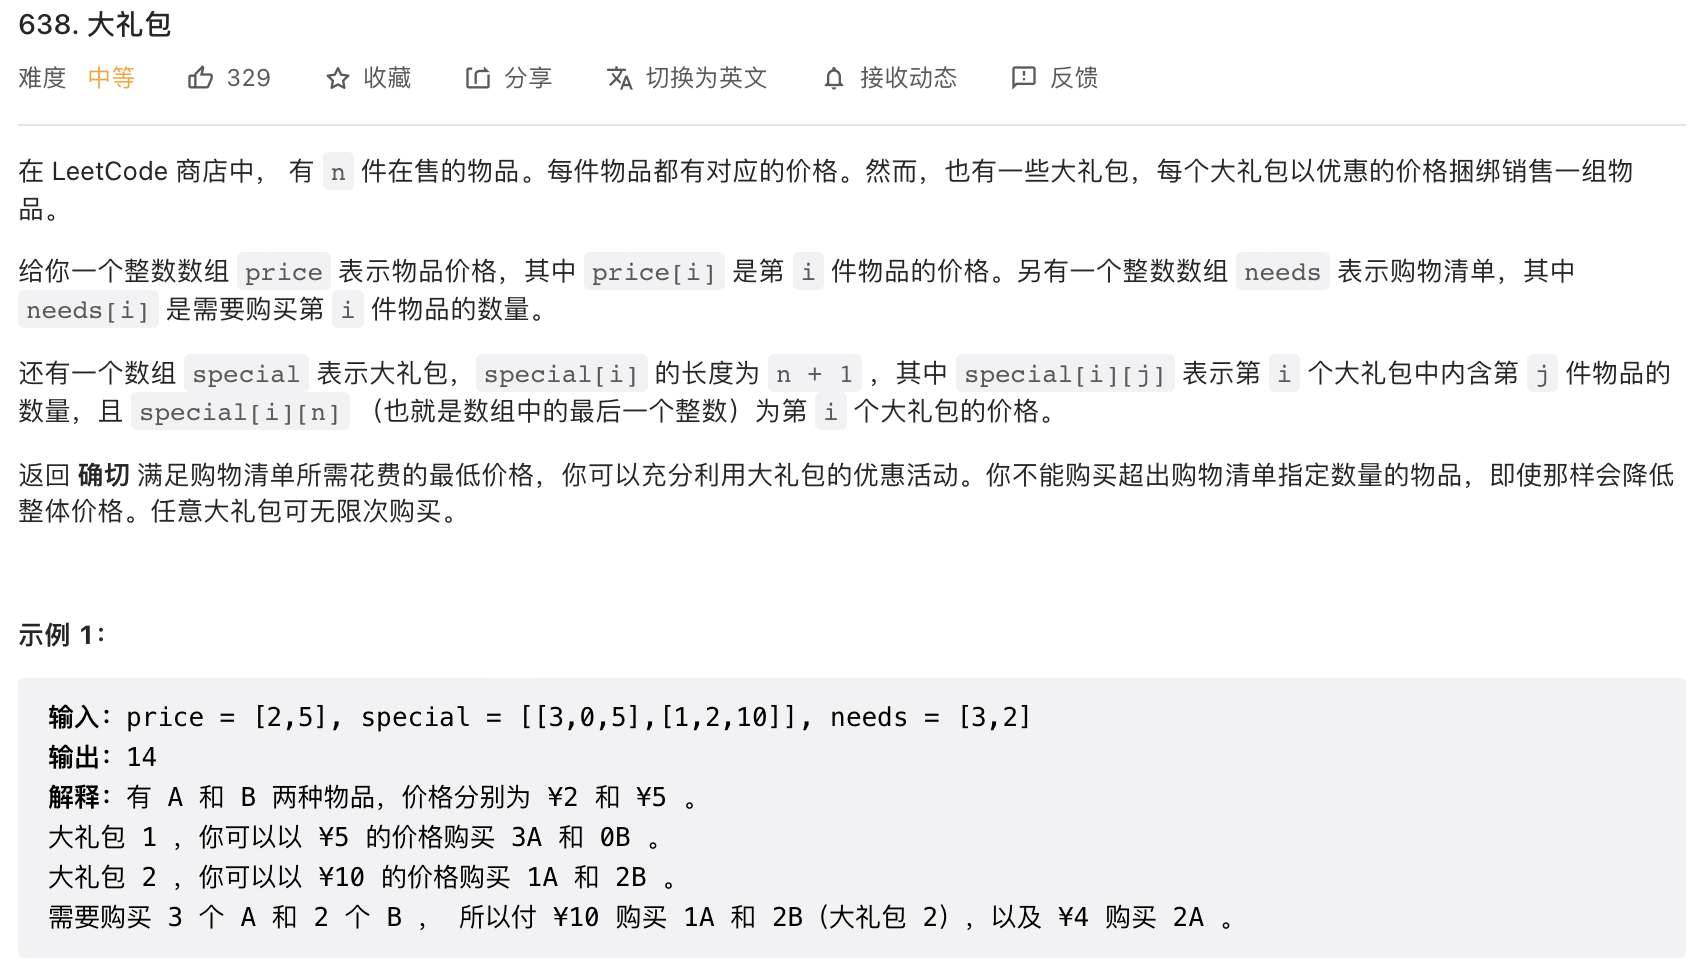 638. 大礼包
难度 中等 329 收藏 分享 切换为英文 接收动态 反馈
在 LeetCode 商店中， 有 n 件在售的物品。每件物品都有对应的价格。然而，也有一些大礼包，每个大礼包以优惠的价格捆绑销售一组物
品。
给你一个整数数组 price 表示物品价格，其中 price[i] 是第 i 件物品的价格。另有一个整数数组 needs 表示购物清单，其中
needs[i] 是需要购买第 i 件物品的数量。
还有一个数组 special 表示大礼包，special[i] 的长度为 n + 1 ，其中 special[i][j] 表示第 i 个大礼包中内含第 j 件物品的
数量，且 special[i][n] （也就是数组中的最后一个整数）为第 i 个大礼包的价格。
返回 确切 满足购物清单所需花费的最低价格，你可以充分利用大礼包的优惠活动。你不能购买超出购物清单指定数量的物品，即使那样会降低
整体价格。任意大礼包可无限次购买。
示例 1：
输入：price = [2,5], special = [[3,0,5],[1,2,10]], needs = [3,2]
输出：14
解释：有 A 和 B 两种物品，价格分别为 ¥2 和 ¥5 。
大礼包 1 ，你可以以 ¥5 的价格购买 3A 和 0B 。
大礼包 2 ，你可以以 ¥10 的价格购买 1A 和 2B 。
需要购买 3 个 A 和 2 个 B ， 所以付 ¥10 购买 1A 和 2B（大礼包 2），以及 ¥4 购买 2A 。